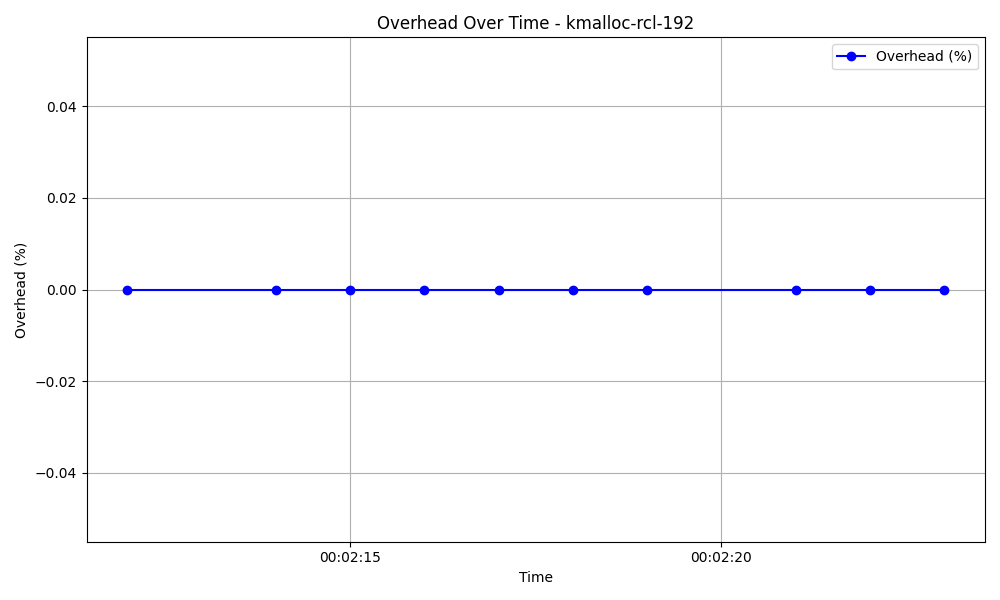 Overhead Over Time - kmalloc-rcl-192
Overhead (%)
0.04
0.02
0.00
−0.02
−0.04
Overhead (%)
00:02:15
00:02:20
Time